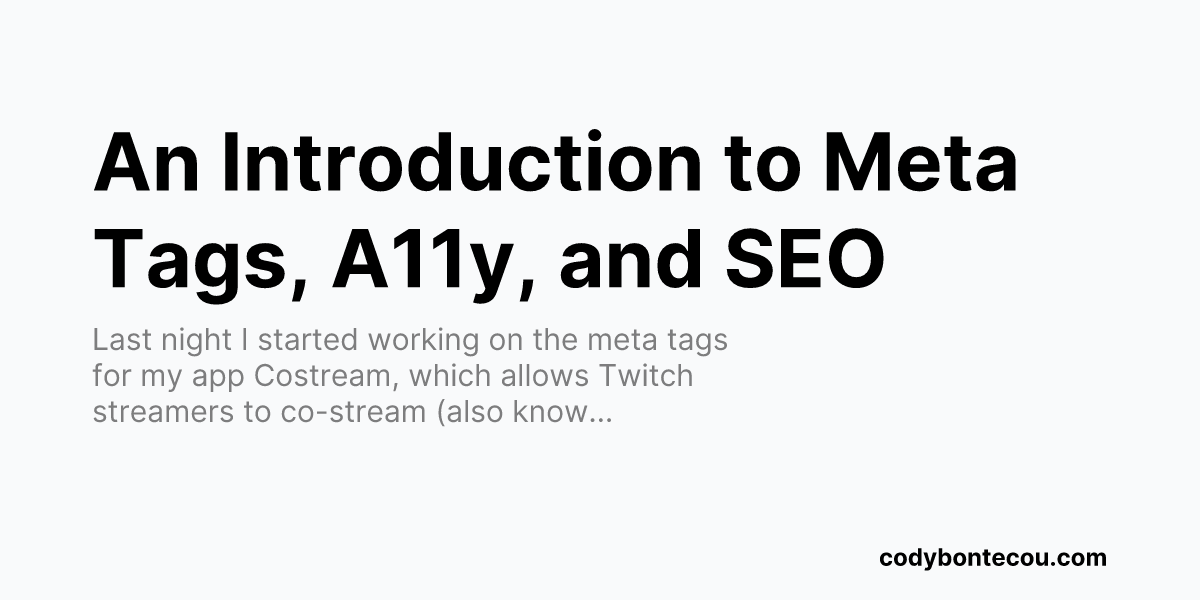 An Introduction to Meta
Tags, A11y, and SEO
Last night I started working on the meta tags
for my app Costream, which allows Twitch
streamers to co-stream (also know...
codybontecou.com